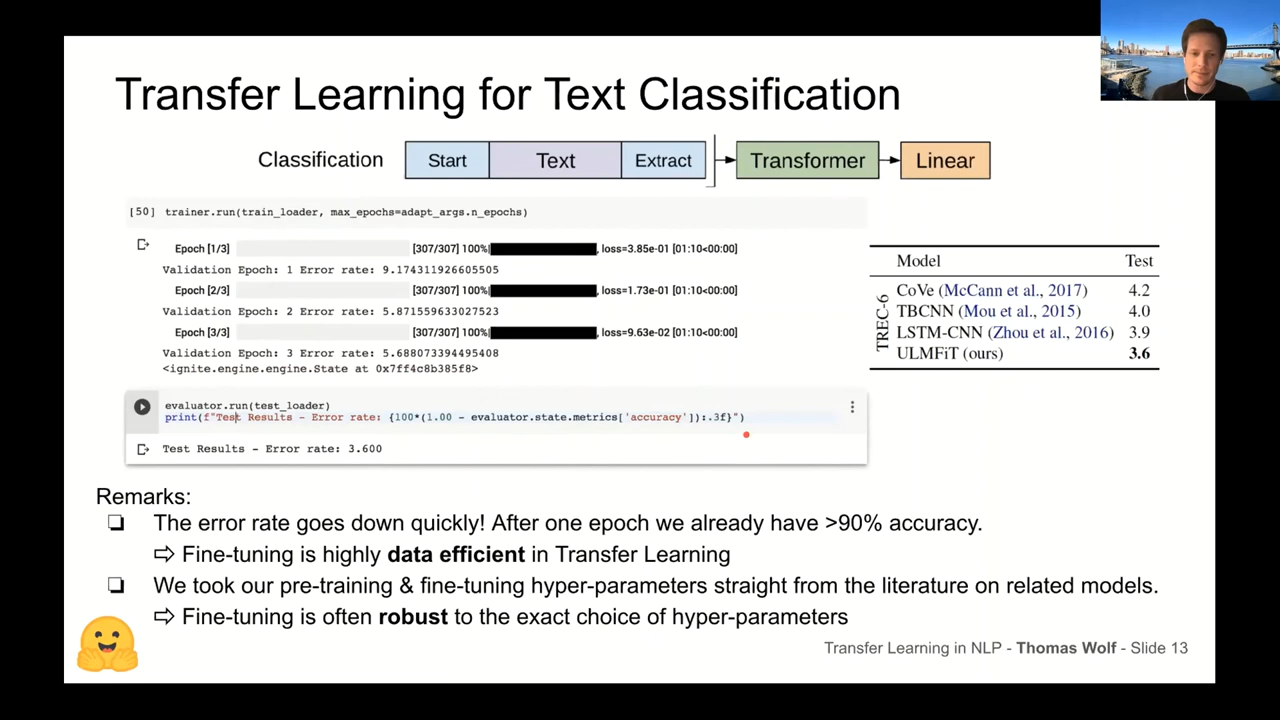 Transfer Learning for Text Classification
Classification Start Text Extract Transformer Linear
[50] trainer.run(train_loader, max_epochs=adapt_args.n_epochs)
Epoch [1/3] [307/307] 100%| , loss=3.85e-01 [01:10<00:00]
Validation Epoch: 1 Error rate: 9.174311926605505
Epoch [2/3] [307/307] 100%| , loss=1.73e-01 [01:10<00:00]
Validation Epoch: 2 Error rate: 5.871559633027523
Epoch [3/3] [307/307] 100%| , loss=9.63e-02 [01:10<00:00]
Validation Epoch: 3 Error rate: 5.688073394495408
<ignite.engine.engine.State at 0x7ff4c8b385f8>
evaluator.run(test_loader)
print(f"Test Results - Error rate: {100*(1.00 - evaluator.state.metrics['accuracy']):.3f}")
Test Results - Error rate: 3.600
Model Test
TREC-6
CoVe (McCann et al., 2017) 4.2
TBCNN (Mou et al., 2015) 4.0
LSTM-CNN (Zhou et al., 2016) 3.9
ULMFiT (ours) 3.6
Remarks:
❑ The error rate goes down quickly! After one epoch we already have >90% accuracy.
⇨ Fine-tuning is highly data efficient in Transfer Learning
❑ We took our pre-training & fine-tuning hyper-parameters straight from the literature on related models.
⇨ Fine-tuning is often robust to the exact choice of hyper-parameters
Transfer Learning in NLP - Thomas Wolf - Slide 13